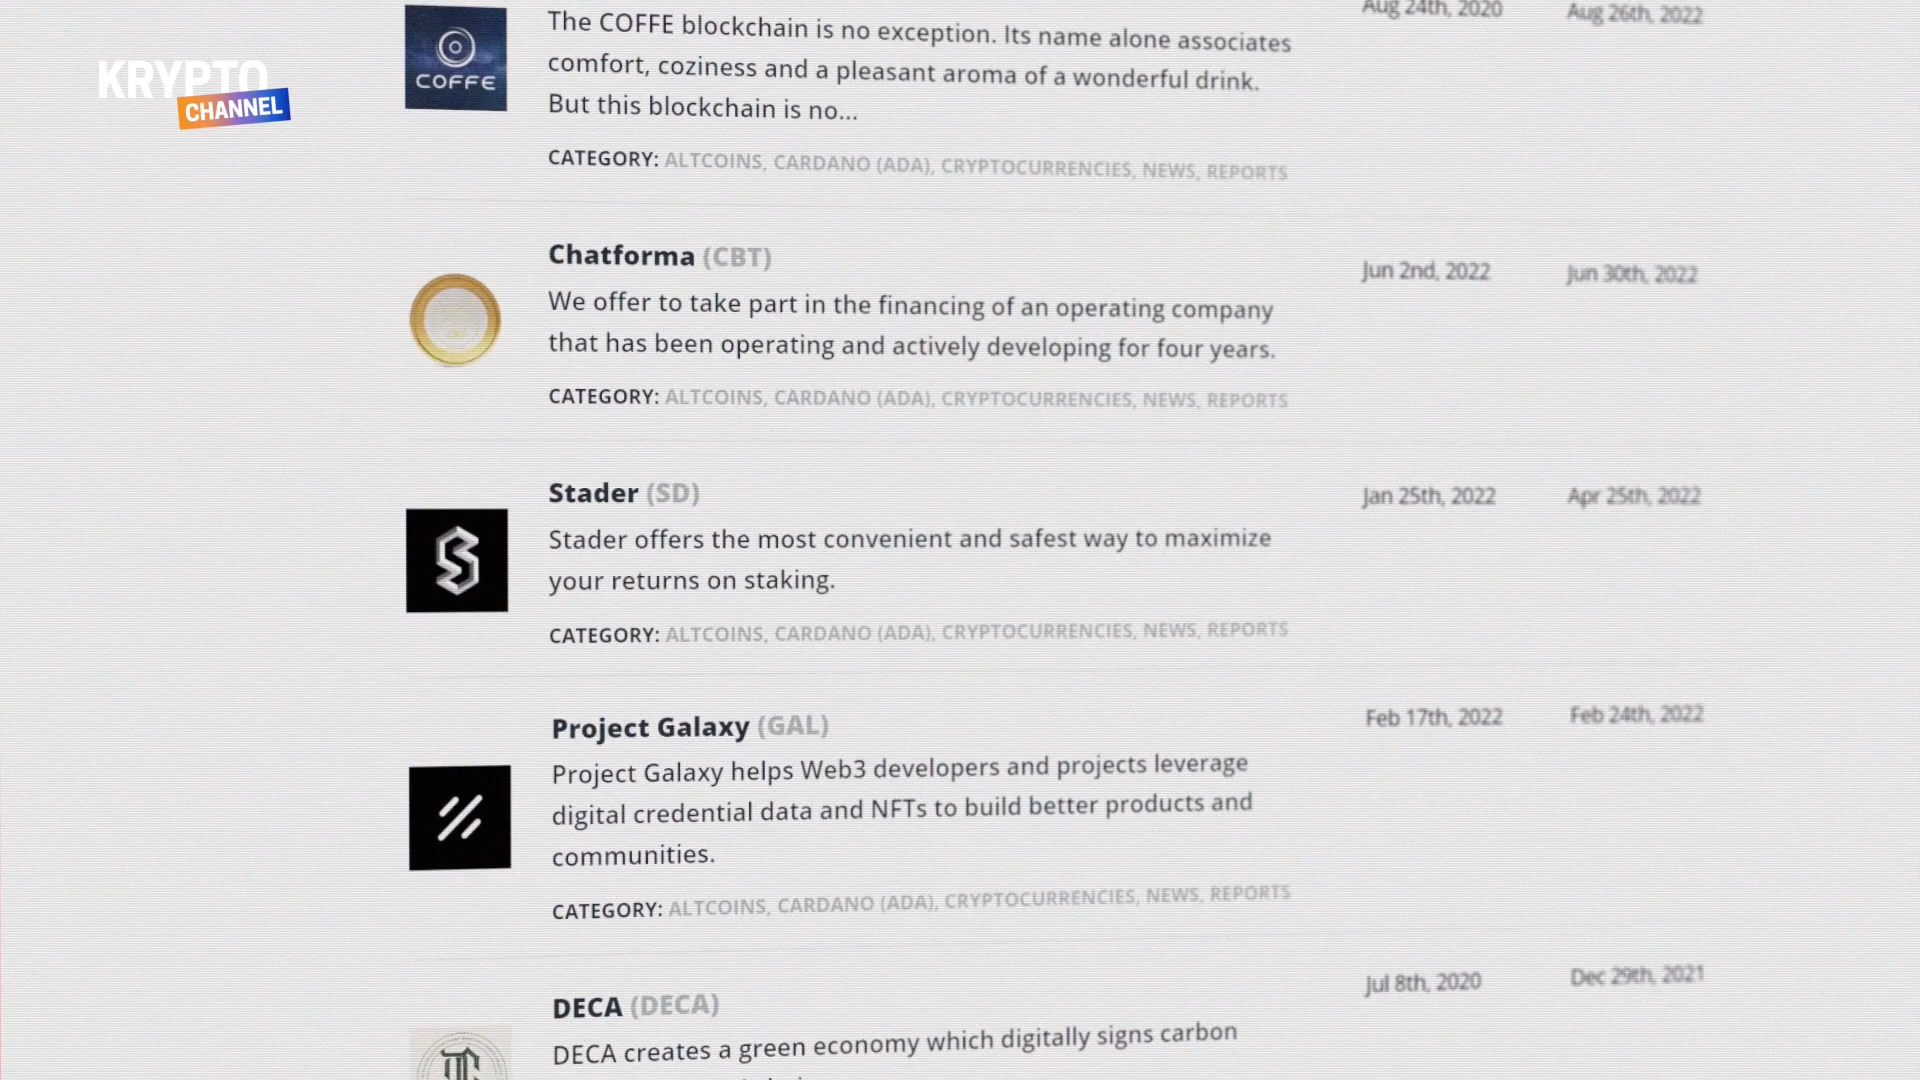 KRYPTO
CHANNEL
COFFE
The COFFE blockchain is no exception. Its name alone associates
comfort, coziness and a pleasant aroma of a wonderful drink.
But this blockchain is no...
CATEGORY: ALTCOINS, CARDANO (ADA), CRYPTOCURRENCIES, NEWS, REPORTS
Aug 24th, 2020
Aug 26th, 2022
Chatforma (CBT)
We offer to take part in the financing of an operating company
that has been operating and actively developing for four years.
CATEGORY: ALTCOINS, CARDANO (ADA), CRYPTOCURRENCIES, NEWS, REPORTS
Jun 2nd, 2022
Jun 30th, 2022
Stader (SD)
Stader offers the most convenient and safest way to maximize
your returns on staking.
CATEGORY: ALTCOINS, CARDANO (ADA), CRYPTOCURRENCIES, NEWS, REPORTS
Jan 25th, 2022
Apr 25th, 2022
Project Galaxy (GAL)
Project Galaxy helps Web3 developers and projects leverage
digital credential data and NFTs to build better products and
communities.
CATEGORY: ALTCOINS, CARDANO (ADA), CRYPTOCURRENCIES, NEWS, REPORTS
Feb 17th, 2022
Feb 24th, 2022
DECA (DECA)
DECA creates a green economy which digitally signs carbon
Jul 8th, 2020
Dec 29th, 2021